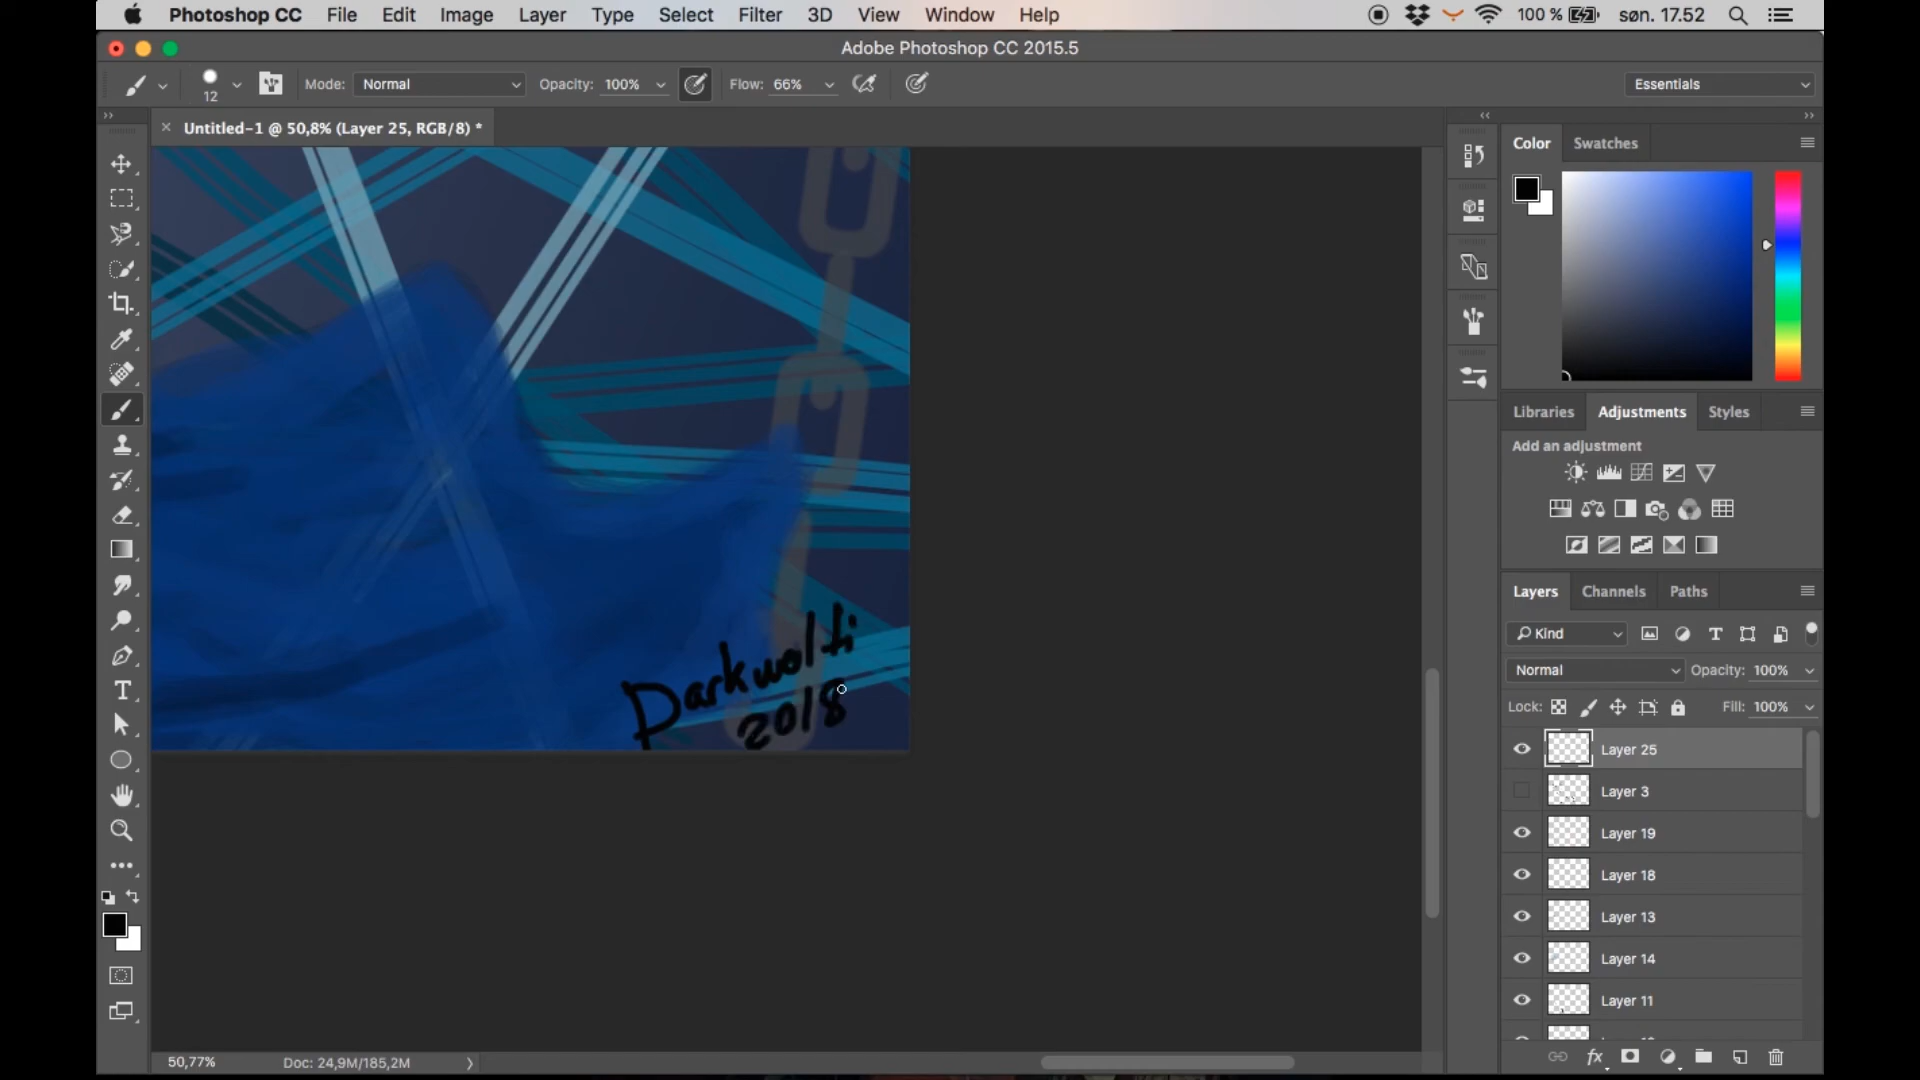 Photoshop CC File Edit Image Layer Type Select Filter 3D View Window Help 100 % søn. 17.52
Adobe Photoshop CC 2015.5
12 Mode: Normal Opacity: 100% Flow: 66% Essentials
Untitled-1 @ 50,8% (Layer 25, RGB/8) *
Color Swatches
Libraries Adjustments Styles
Add an adjustment
Layers Channels Paths
Kind
Normal Opacity: 100%
Lock: Fill: 100%
Layer 25
Layer 3
Layer 19
Layer 18
Layer 13
Layer 14
Layer 11
Darkwolfi
2018
50,77% Doc: 24,9M/185,2M